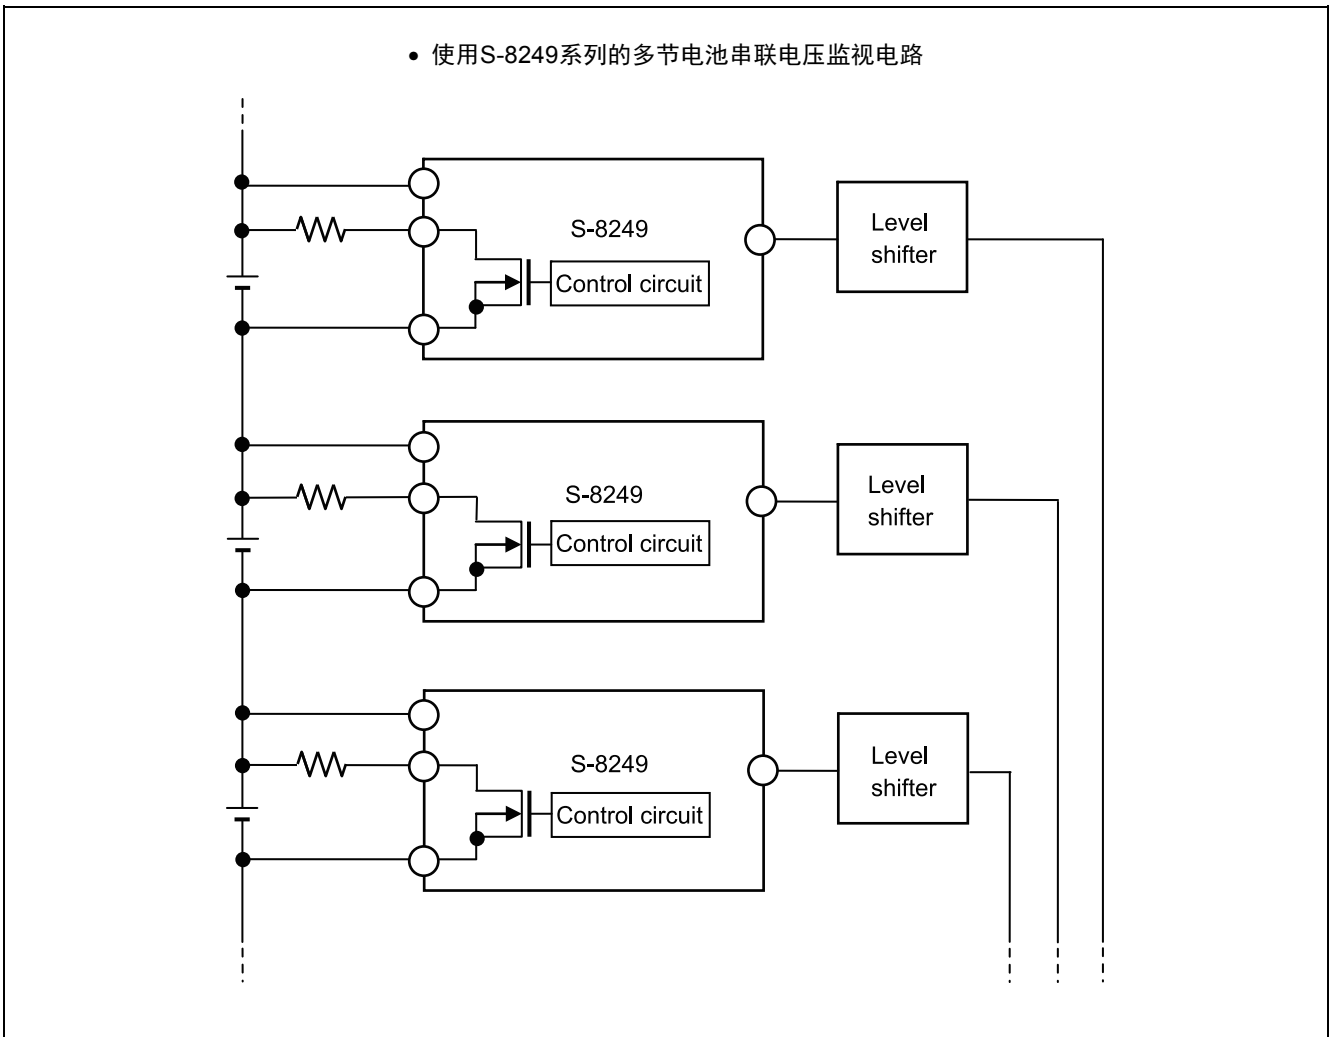 • 使用S-8249系列的多节电池串联电压监视电路
S-8249
Control circuit
Level
shifter
S-8249
Control circuit
Level
shifter
S-8249
Control circuit
Level
shifter